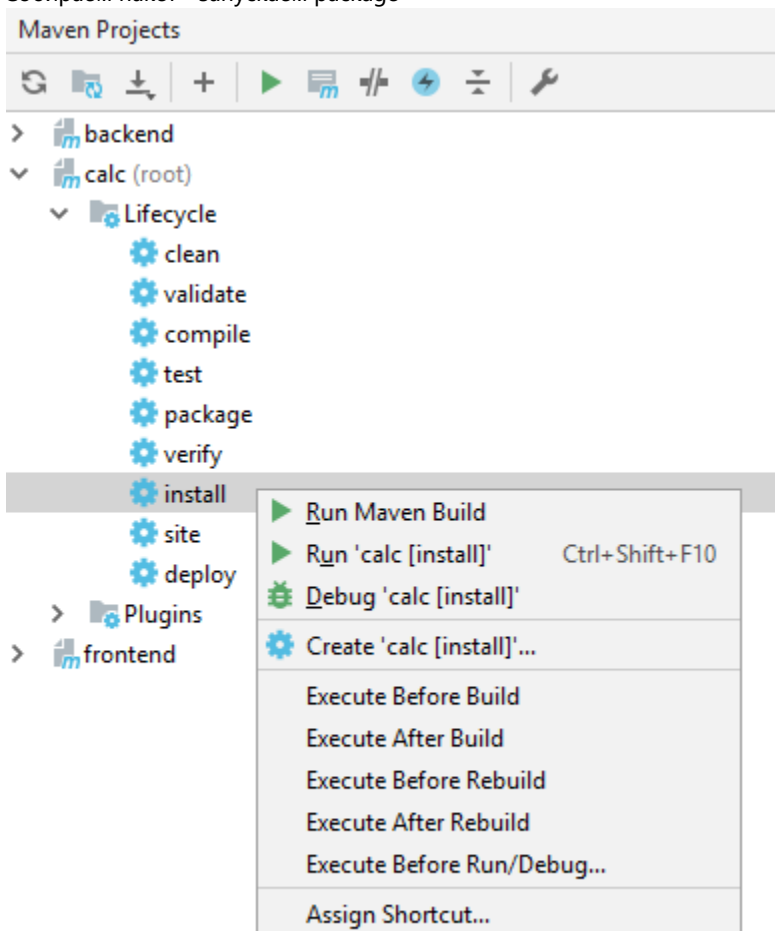 Maven Projects
backend
calc (root)
Lifecycle
clean
validate
compile
test
package
verify
install
Run Maven Build
Run 'calc [install]' Ctrl+Shift+F10
site
deploy
Debug 'calc [install]'
Plugins
frontend
Create 'calc [install]'...
Execute Before Build
Execute After Build
Execute Before Rebuild
Execute After Rebuild
Execute Before Run/Debug...
Assign Shortcut...